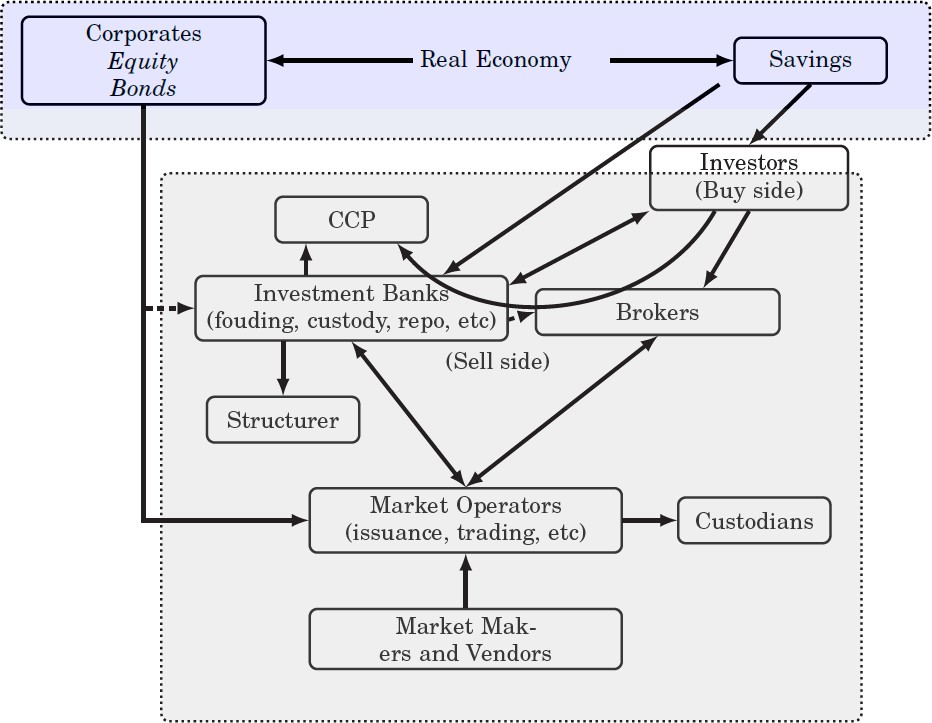 Corporates
Equity
Bonds
Real Economy
Savings
Investors
(Buy side)
CCP
Investment Banks
(fouding, custody, repo, etc)
Brokers
(Sell side)
Structurer
Market Operators
(issuance, trading, etc)
Custodians
Market Mak-
ers and Vendors